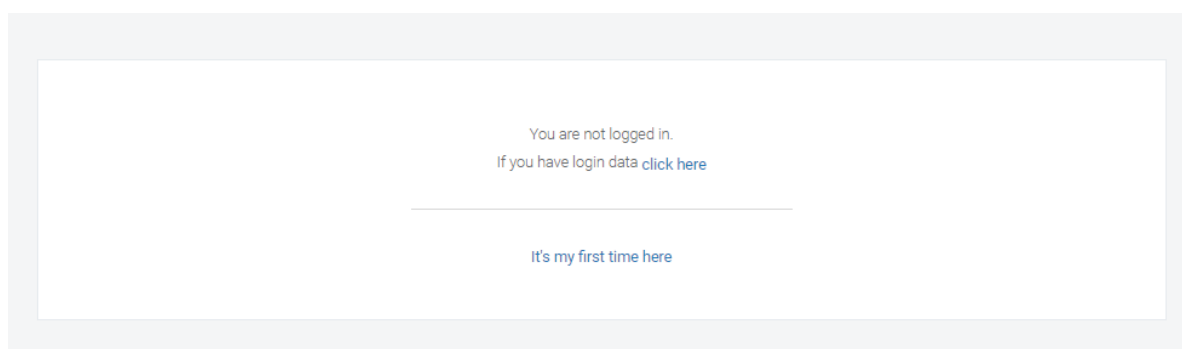 You are not logged in.
If you have login data click here
It's my first time here